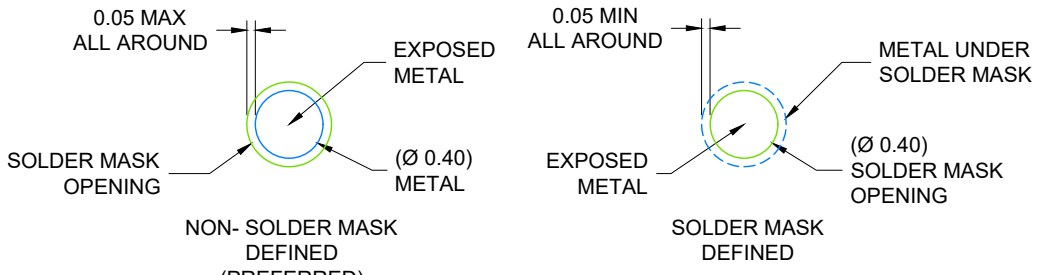 0.05 MAX
ALL AROUND
EXPOSED
METAL
SOLDER MASK
OPENING
(Ø 0.40)
METAL
NON- SOLDER MASK
DEFINED
(PREFERRED)
0.05 MIN
ALL AROUND
METAL UNDER
SOLDER MASK
EXPOSED
METAL
(Ø 0.40)
SOLDER MASK
OPENING
SOLDER MASK
DEFINED